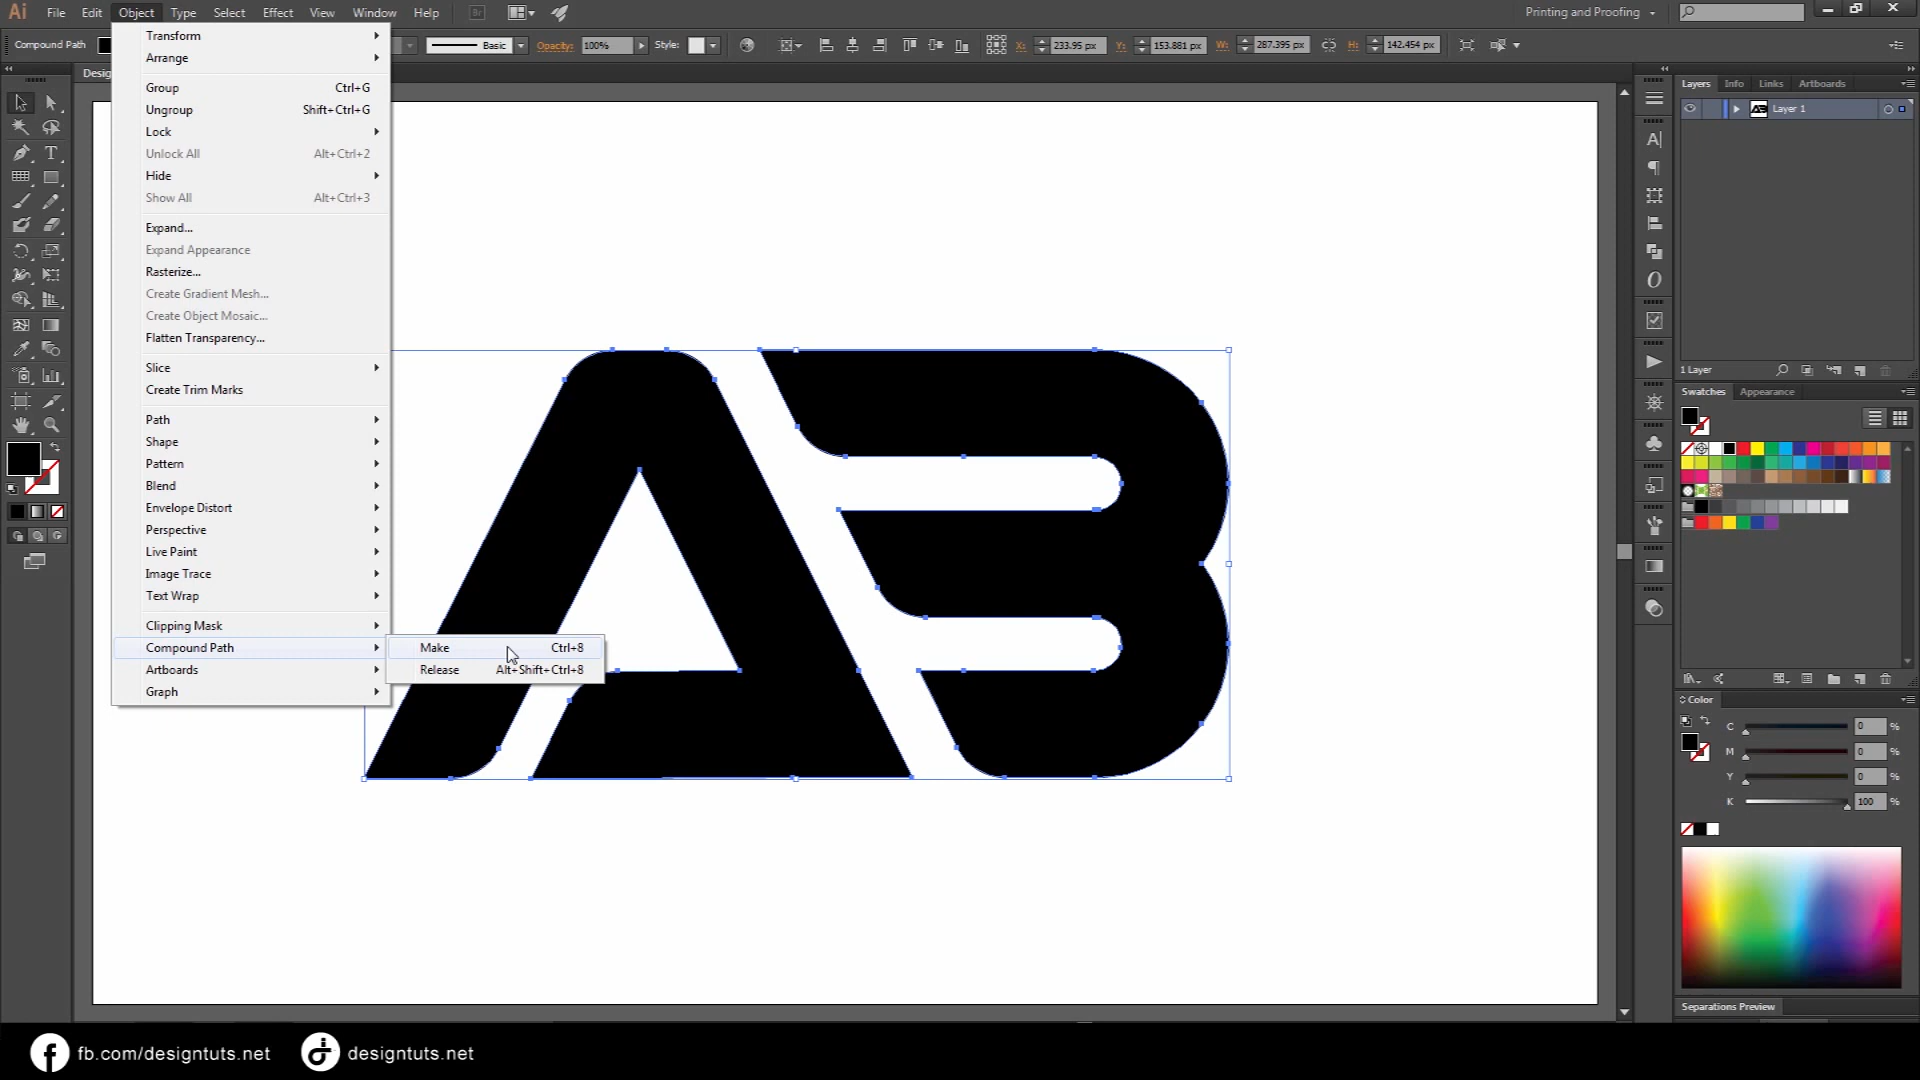 Ai File Edit Object Type Select Effect View Window Help Br Printing and Proofing
Compound Path Basic Opacity: 100% Style: X: 233.95 px Y: 153.881 px W: 287.395 px H: 142.454 px
Desig
Transform
Arrange
Group Ctrl+G
Ungroup Shift+Ctrl+G
Lock
Unlock All Alt+Ctrl+2
Hide
Show All Alt+Ctrl+3
Expand...
Expand Appearance
Rasterize...
Create Gradient Mesh...
Create Object Mosaic...
Flatten Transparency...
Slice
Create Trim Marks
Path
Shape
Pattern
Blend
Envelope Distort
Perspective
Live Paint
Image Trace
Text Wrap
Clipping Mask
Compound Path
Artboards
Graph
Make Ctrl+8
Release Alt+Shift+Ctrl+8
AB
Layers Info Links Artboards
Layer 1
1 Layer
Swatches Appearance
Color
C 0 %
M 0 %
Y 0 %
K 100 %
Separations Preview
fb.com/designtuts.net designtuts.net